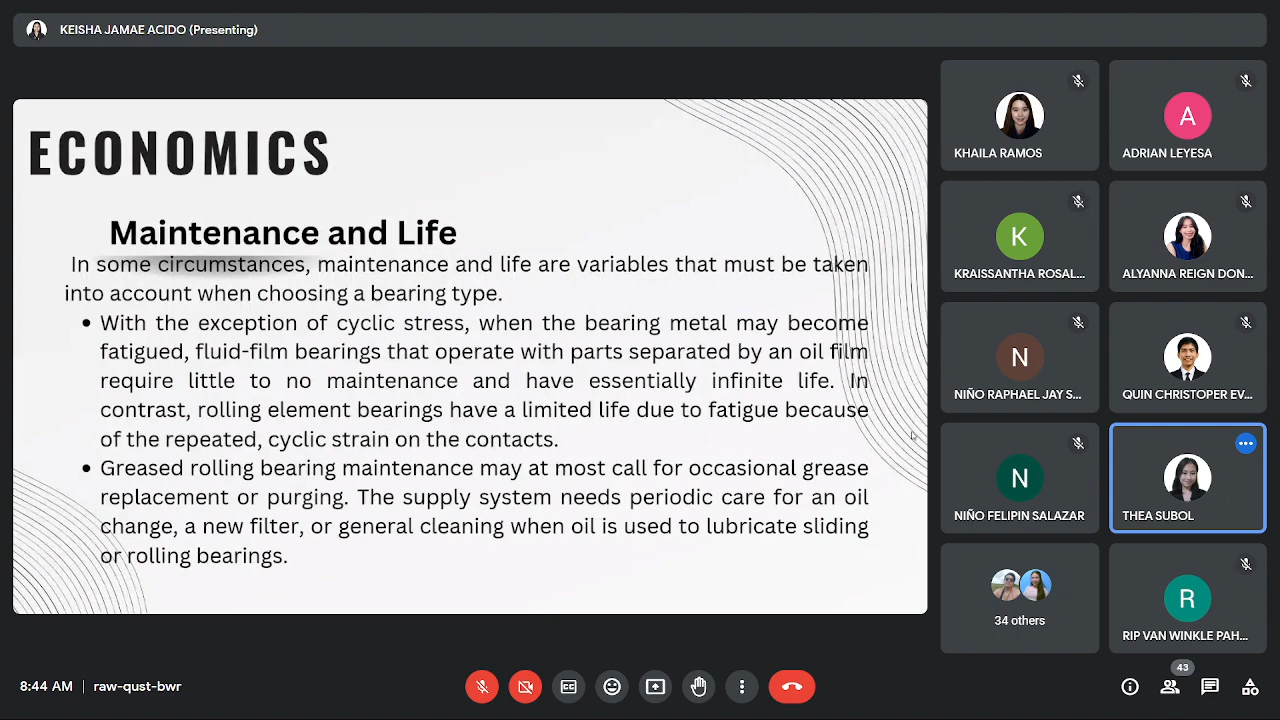 KEISHA JAMAE ACIDO (Presenting)
ECONOMICS
Maintenance and Life
In some circumstances, maintenance and life are variables that must be taken
into account when choosing a bearing type.
• With the exception of cyclic stress, when the bearing metal may become
fatigued, fluid-film bearings that operate with parts separated by an oil film
require little to no maintenance and have essentially infinite life. In
contrast, rolling element bearings have a limited life due to fatigue because
of the repeated, cyclic strain on the contacts.
• Greased rolling bearing maintenance may at most call for occasional grease
replacement or purging. The supply system needs periodic care for an oil
change, a new filter, or general cleaning when oil is used to lubricate sliding
or rolling bearings.
KHAILA RAMOS
A
ADRIAN LEYESA
K
KRAISSANTHA ROSAL...
ALYANNA REIGN DON...
N
NIÑO RAPHAEL JAY S...
QUIN CHRISTOPER EV...
N
NIÑO FELIPIN SALAZAR
THEA SUBOL
34 others
R
RIP VAN WINKLE PAH...
8:44 AM | raw-qust-bwr
43